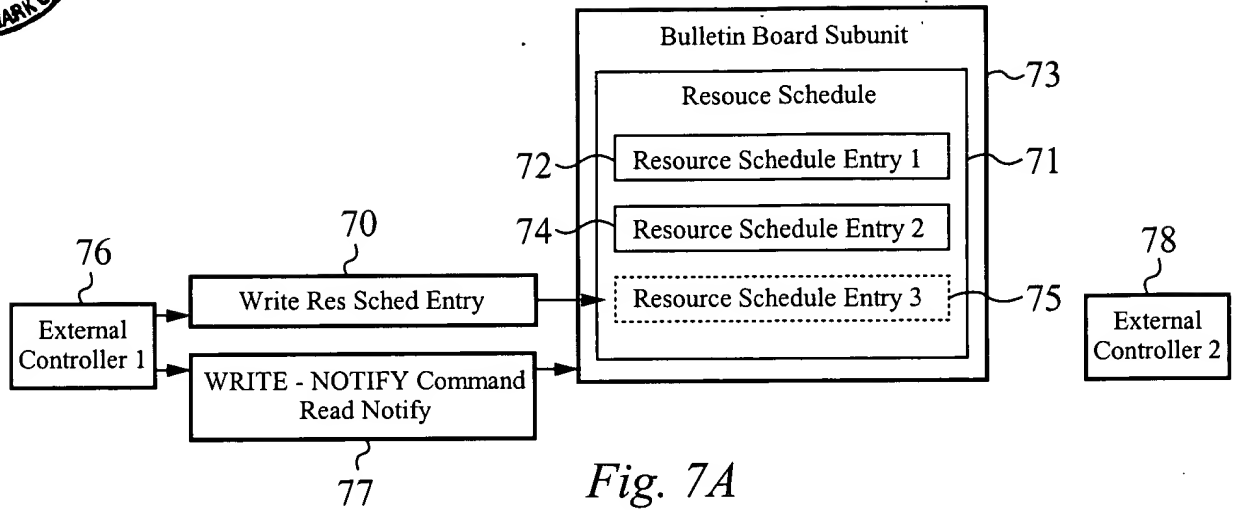 Bulletin Board Subunit
73
Resouce Schedule
72
Resource Schedule Entry 1
71
70
74
Resource Schedule Entry 2
76
78
Write Res Sched Entry
Resource Schedule Entry 3
75
External
Controller 1
External
Controller 2
WRITE - NOTIFY Command
Read Notify
77
Fig. 7A